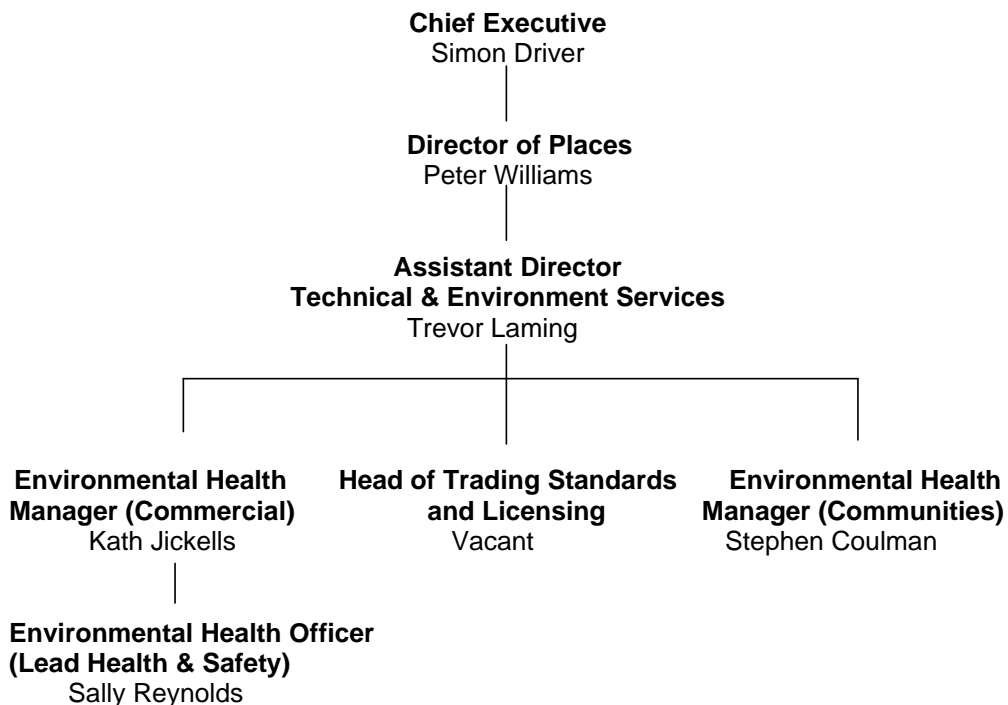 Chief Executive
Simon Driver
Director of Places
Peter Williams
Assistant Director
Technical & Environment Services
Trevor Laming
Environmental Health
Manager (Commercial)
Kath Jickells
Head of Trading Standards
and Licensing
Vacant
Environmental Health
Manager (Communities)
Stephen Coulman
Environmental Health Officer
(Lead Health & Safety)
Sally Reynolds